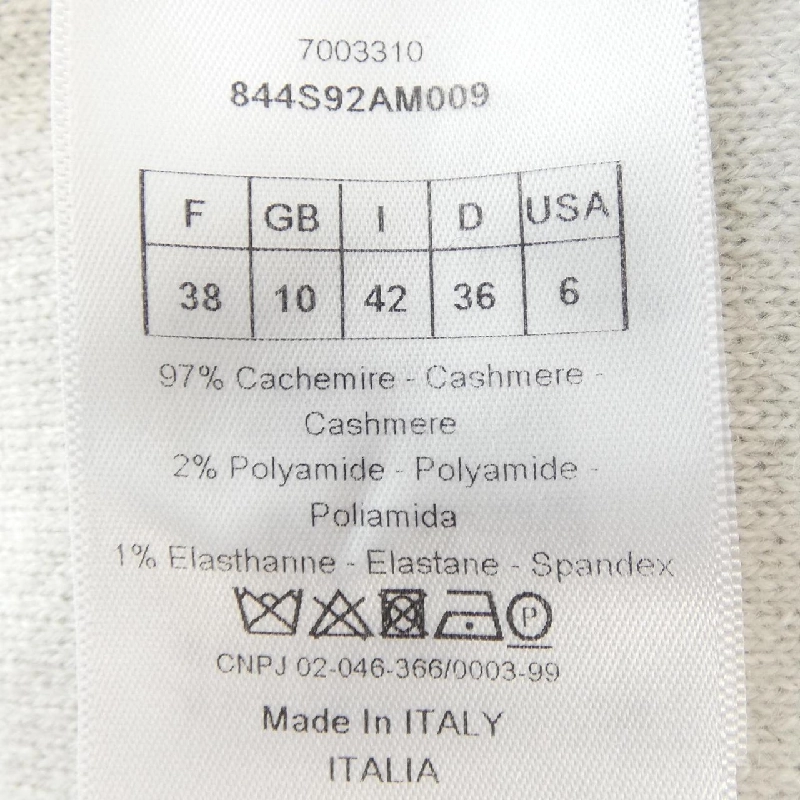 7003310
844S92AM009
F GB I D USA
38 10 42 36 6
97% Cachemire - Cashmere -
Cashmere
2% Polyamide - Polyamide -
Poliamida
1% Elasthanne - Elastane - Spandex
P
CNPJ 02-046-366/0003-99
Made In ITALY
ITALIA